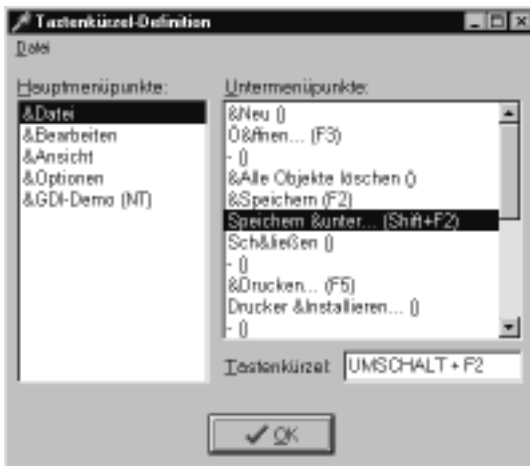 Tastenkürzel-Definition
Datei
Hauptmenüpunkte:
&Datei
&Bearbeiten
&Ansicht
&Optionen
&GDI-Demo (NT)
Untermenüpunkte:
&Neu ()
Ö&ffnen... (F3)
- ()
&Alle Objekte löschen ()
&Speichern (F2)
Speichern &unter... (Shift+F2)
Sch&ließen ()
- ()
&Drucken... (F5)
Drucker &Installieren... ()
- ()
Tastenkürzel:
UMSCHALT + F2
OK